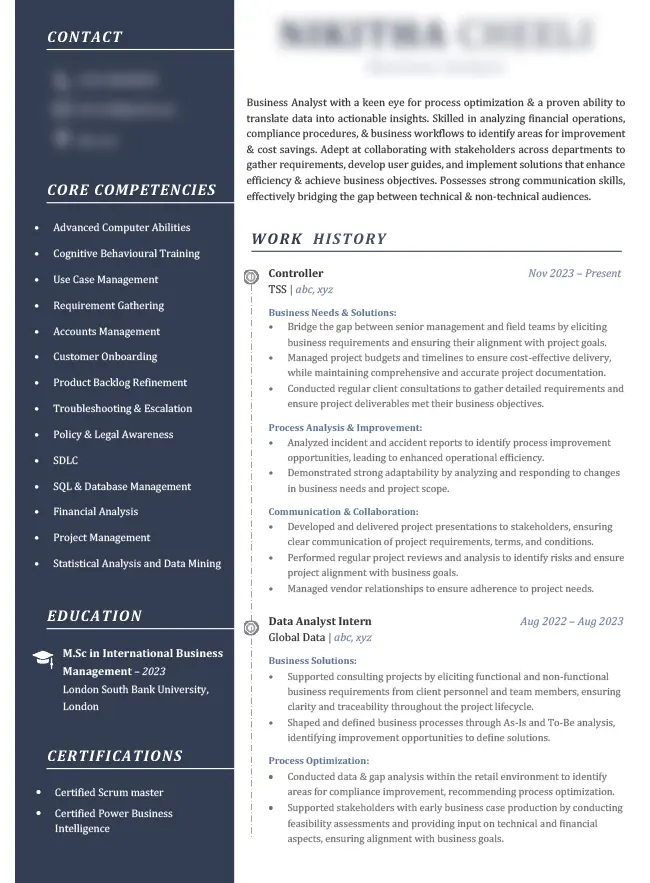 CONTACT
CORE COMPETENCIES
• Advanced Computer Abilities
• Cognitive Behavioural Training
• Use Case Management
• Requirement Gathering
• Accounts Management
• Customer Onboarding
• Product Backlog Refinement
• Troubleshooting & Escalation
• Policy & Legal Awareness
• SDLC
• SQL & Database Management
• Financial Analysis
• Project Management
• Statistical Analysis and Data Mining
EDUCATION
M.Sc in International Business
Management – 2023
London South Bank University,
London
CERTIFICATIONS
• Certified Scrum master
• Certified Power Business
Intelligence
Business Analyst with a keen eye for process optimization & a proven ability to
translate data into actionable insights. Skilled in analyzing financial operations,
compliance procedures, & business workflows to identify areas for improvement
& cost savings. Adept at collaborating with stakeholders across departments to
gather requirements, develop user guides, and implement solutions that enhance
efficiency & achieve business objectives. Possesses strong communication skills,
effectively bridging the gap between technical & non-technical audiences.
WORK HISTORY
Controller Nov 2023 – Present
TSS | abc, xyz
Business Needs & Solutions:
• Bridge the gap between senior management and field teams by eliciting
business requirements and ensuring their alignment with project goals.
• Managed project budgets and timelines to ensure cost-effective delivery,
while maintaining comprehensive and accurate project documentation.
• Conducted regular client consultations to gather detailed requirements and
ensure project deliverables met their business objectives.
Process Analysis & Improvement:
• Analyzed incident and accident reports to identify process improvement
opportunities, leading to enhanced operational efficiency.
• Demonstrated strong adaptability by analyzing and responding to changes
in business needs and project scope.
Communication & Collaboration:
• Developed and delivered project presentations to stakeholders, ensuring
clear communication of project requirements, terms, and conditions.
• Performed regular project reviews and analysis to identify risks and ensure
project alignment with business goals.
• Managed vendor relationships to ensure adherence to project needs.
Data Analyst Intern Aug 2022 – Aug 2023
Global Data | abc, xyz
Business Solutions:
• Supported consulting projects by eliciting functional and non-functional
business requirements from client personnel and team members, ensuring
clarity and traceability throughout the project lifecycle.
• Shaped and defined business processes through As-Is and To-Be analysis,
identifying improvement opportunities to define solutions.
Process Optimization:
• Conducted data & gap analysis within the retail environment to identify
areas for compliance improvement, recommending process optimization.
• Supported stakeholders with early business case production by conducting
feasibility assessments and providing input on technical and financial
aspects, ensuring alignment with business goals.